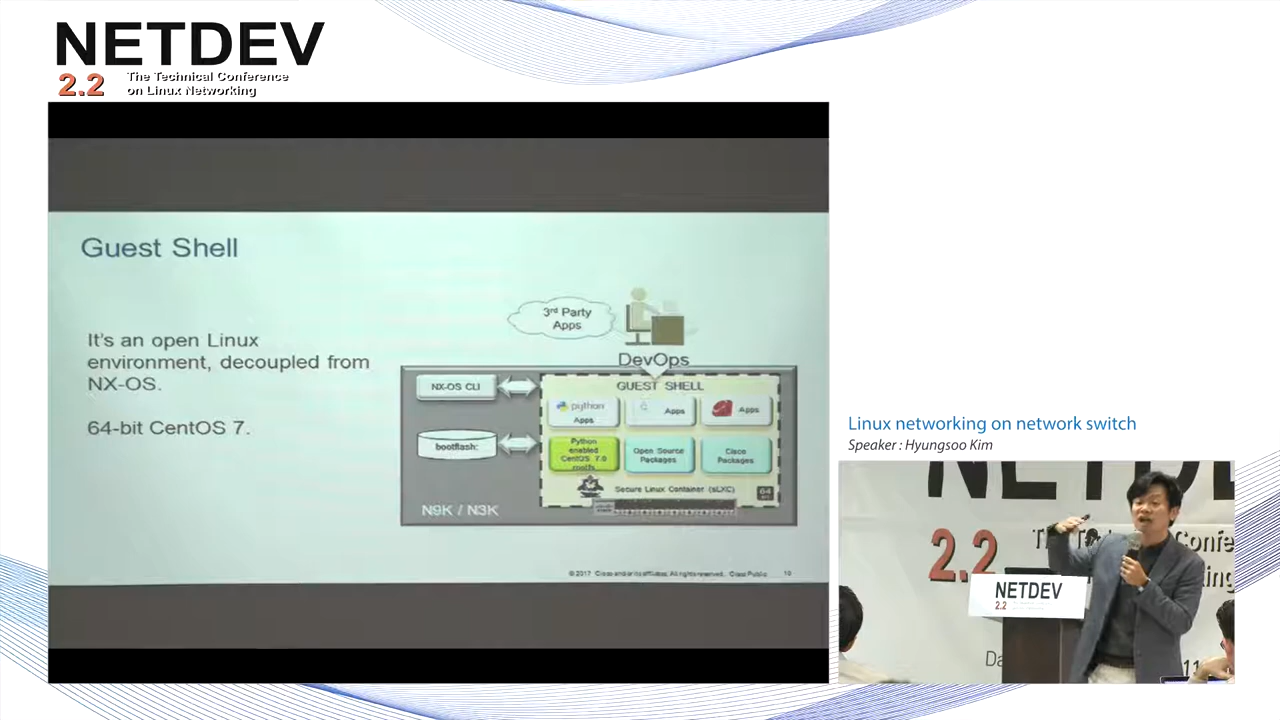 NETDEV
2.2
The Technical Conference
on Linux Networking
Guest Shell
It's an open Linux
environment, decoupled from
NX-OS.
64-bit CentOS 7.
3rd Party
Apps
DevOps
NX-OS CLI
bootflash:
N9K / N3K
GUEST SHELL
python
Apps
Apps
Apps
Python
enabled
CentOS 7.0
rootfs
Open Source
Packages
Cisco
Packages
Secure Linux Container (sLXC)
64
© 2017 Cisco and/or its affiliates. All rights reserved. Cisco Public 10
Linux networking on network switch
Speaker : Hyungsoo Kim
2.2
NETDEV
2.2